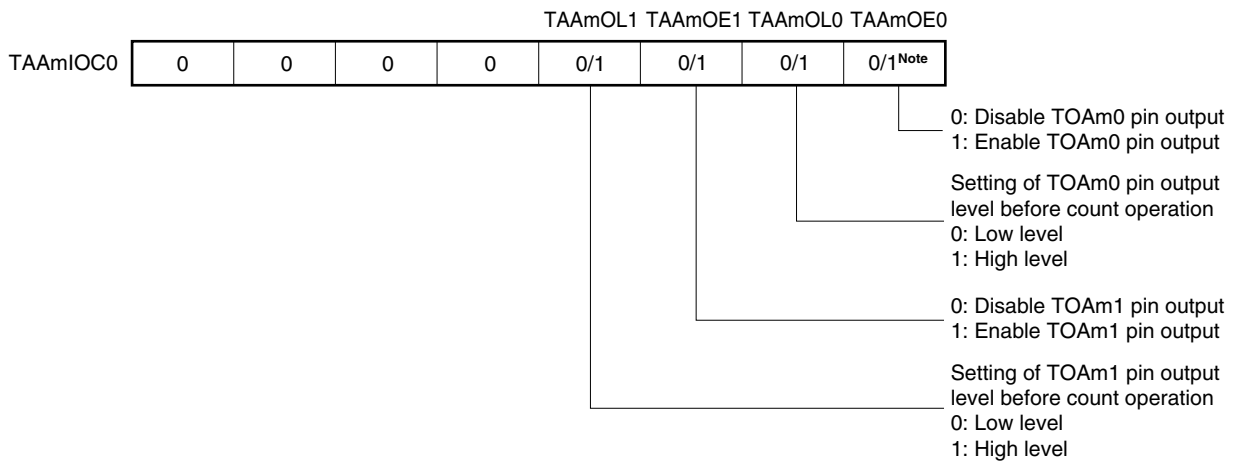 TAAmOL1 TAAmOE1 TAAmOL0 TAAmOE0
TAAmIOC0 0 0 0 0 0/1 0/1 0/1 0/1Note
0: Disable TOAm0 pin output
1: Enable TOAm0 pin output
Setting of TOAm0 pin output
level before count operation
0: Low level
1: High level
0: Disable TOAm1 pin output
1: Enable TOAm1 pin output
Setting of TOAm1 pin output
level before count operation
0: Low level
1: High level